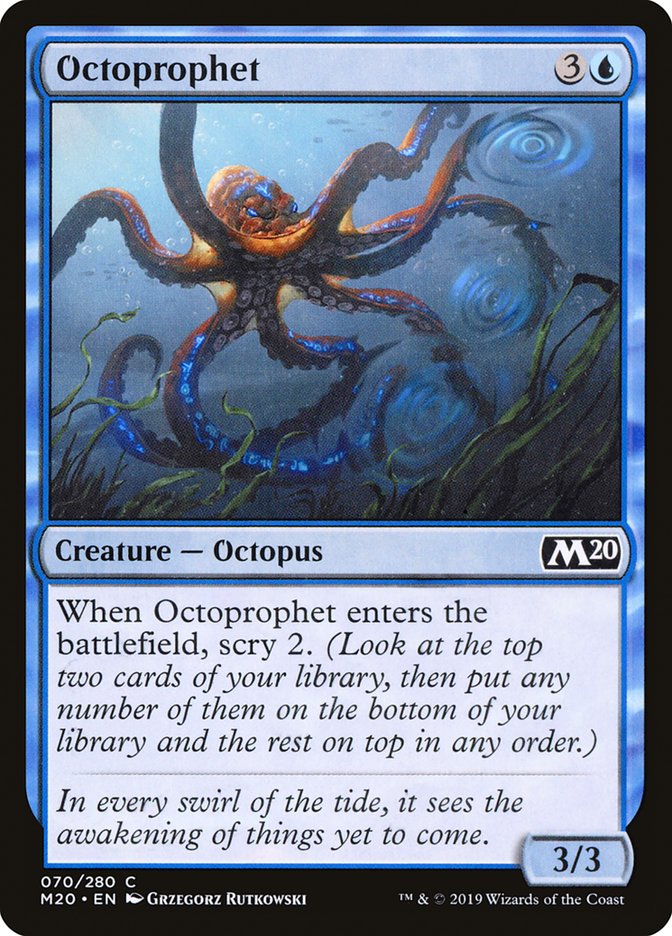 Octoprophet 3
Creature — Octopus M20
When Octoprophet enters the
battlefield, scry 2. (Look at the top
two cards of your library, then put any
number of them on the bottom of your
library and the rest on top in any order.)
In every swirl of the tide, it sees the
awakening of things yet to come.
3/3
070/280 C
M20 • EN Grzegorz Rutkowski ™ & © 2019 Wizards of the Coast